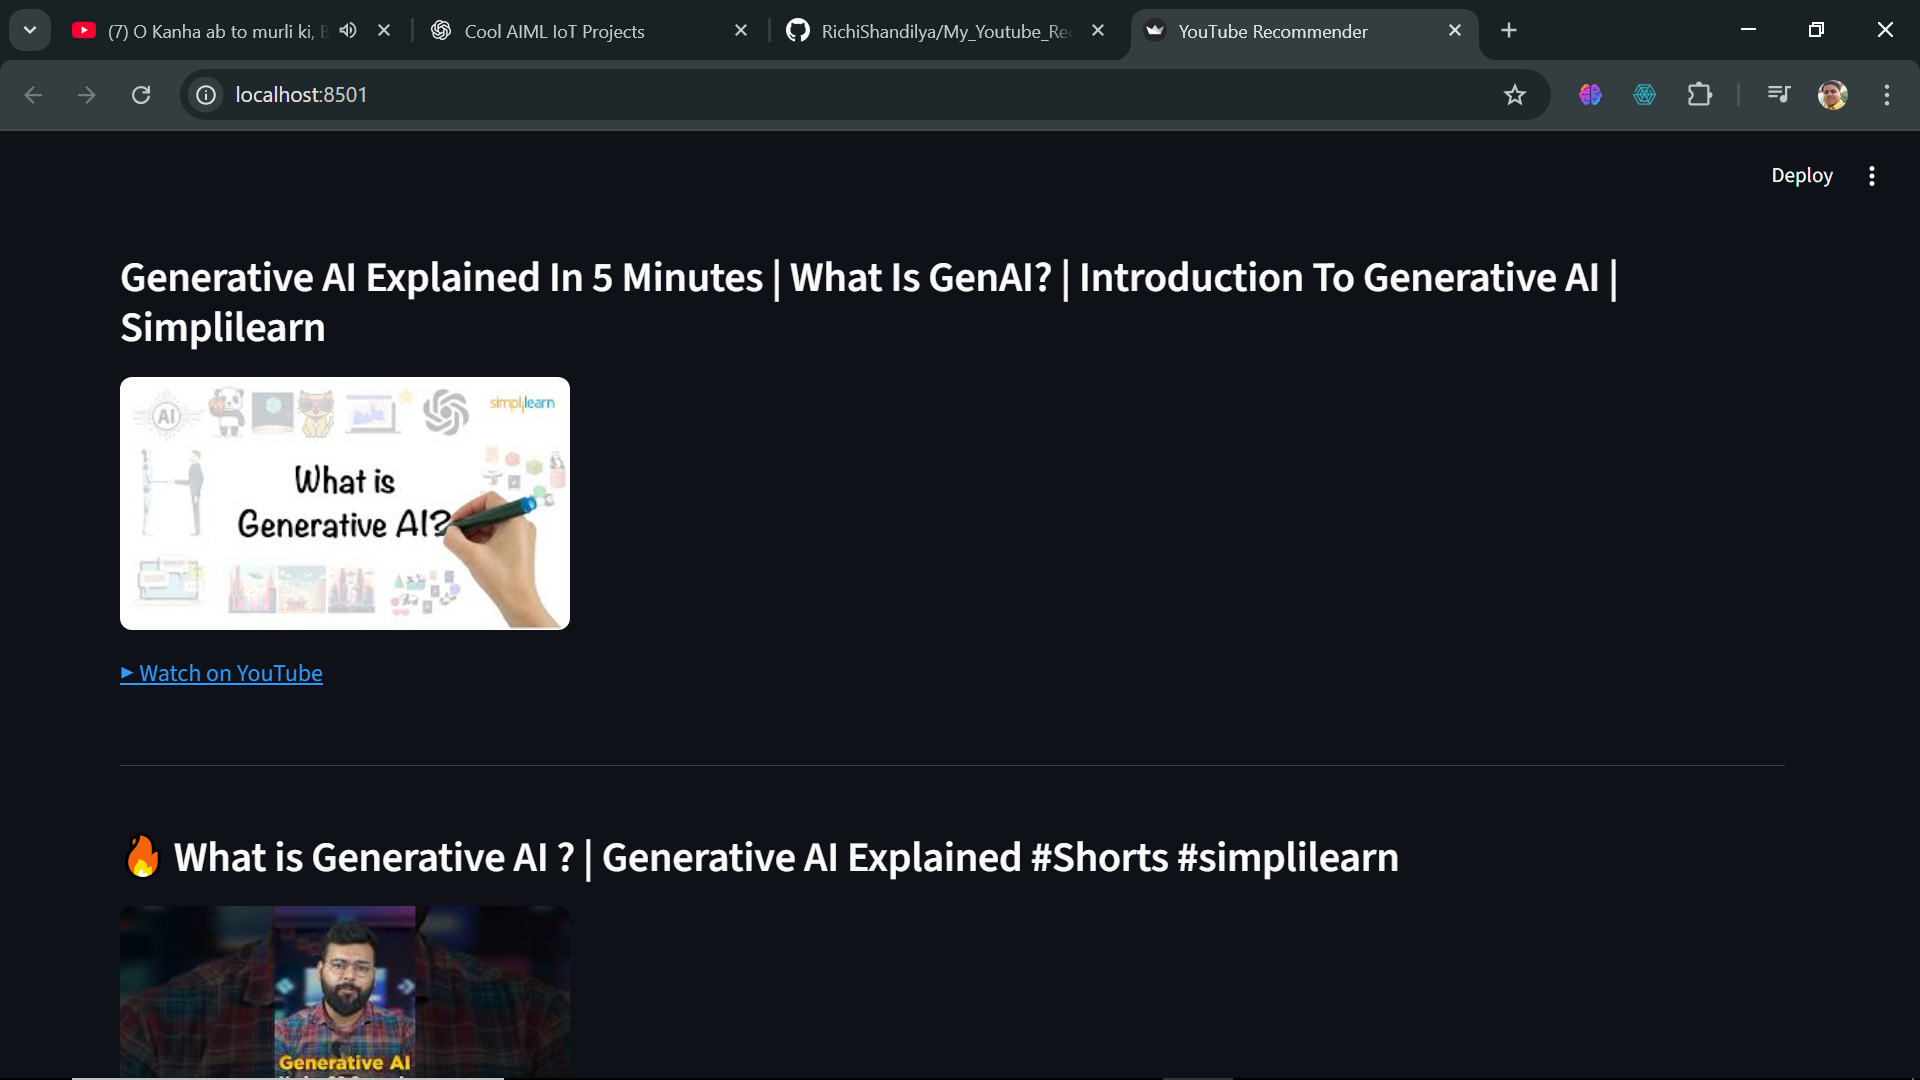 (7) O Kanha ab to murli ki,
Cool AIML IoT Projects
RichiShandilya/My_Youtube_Rec
YouTube Recommender
localhost:8501
Deploy
Generative AI Explained In 5 Minutes | What Is GenAI? | Introduction To Generative AI |
Simplilearn
AI
simplilearn
What is
Generative AI?
► Watch on YouTube
🔥 What is Generative AI ? | Generative AI Explained #Shorts #simplilearn
Generative AI